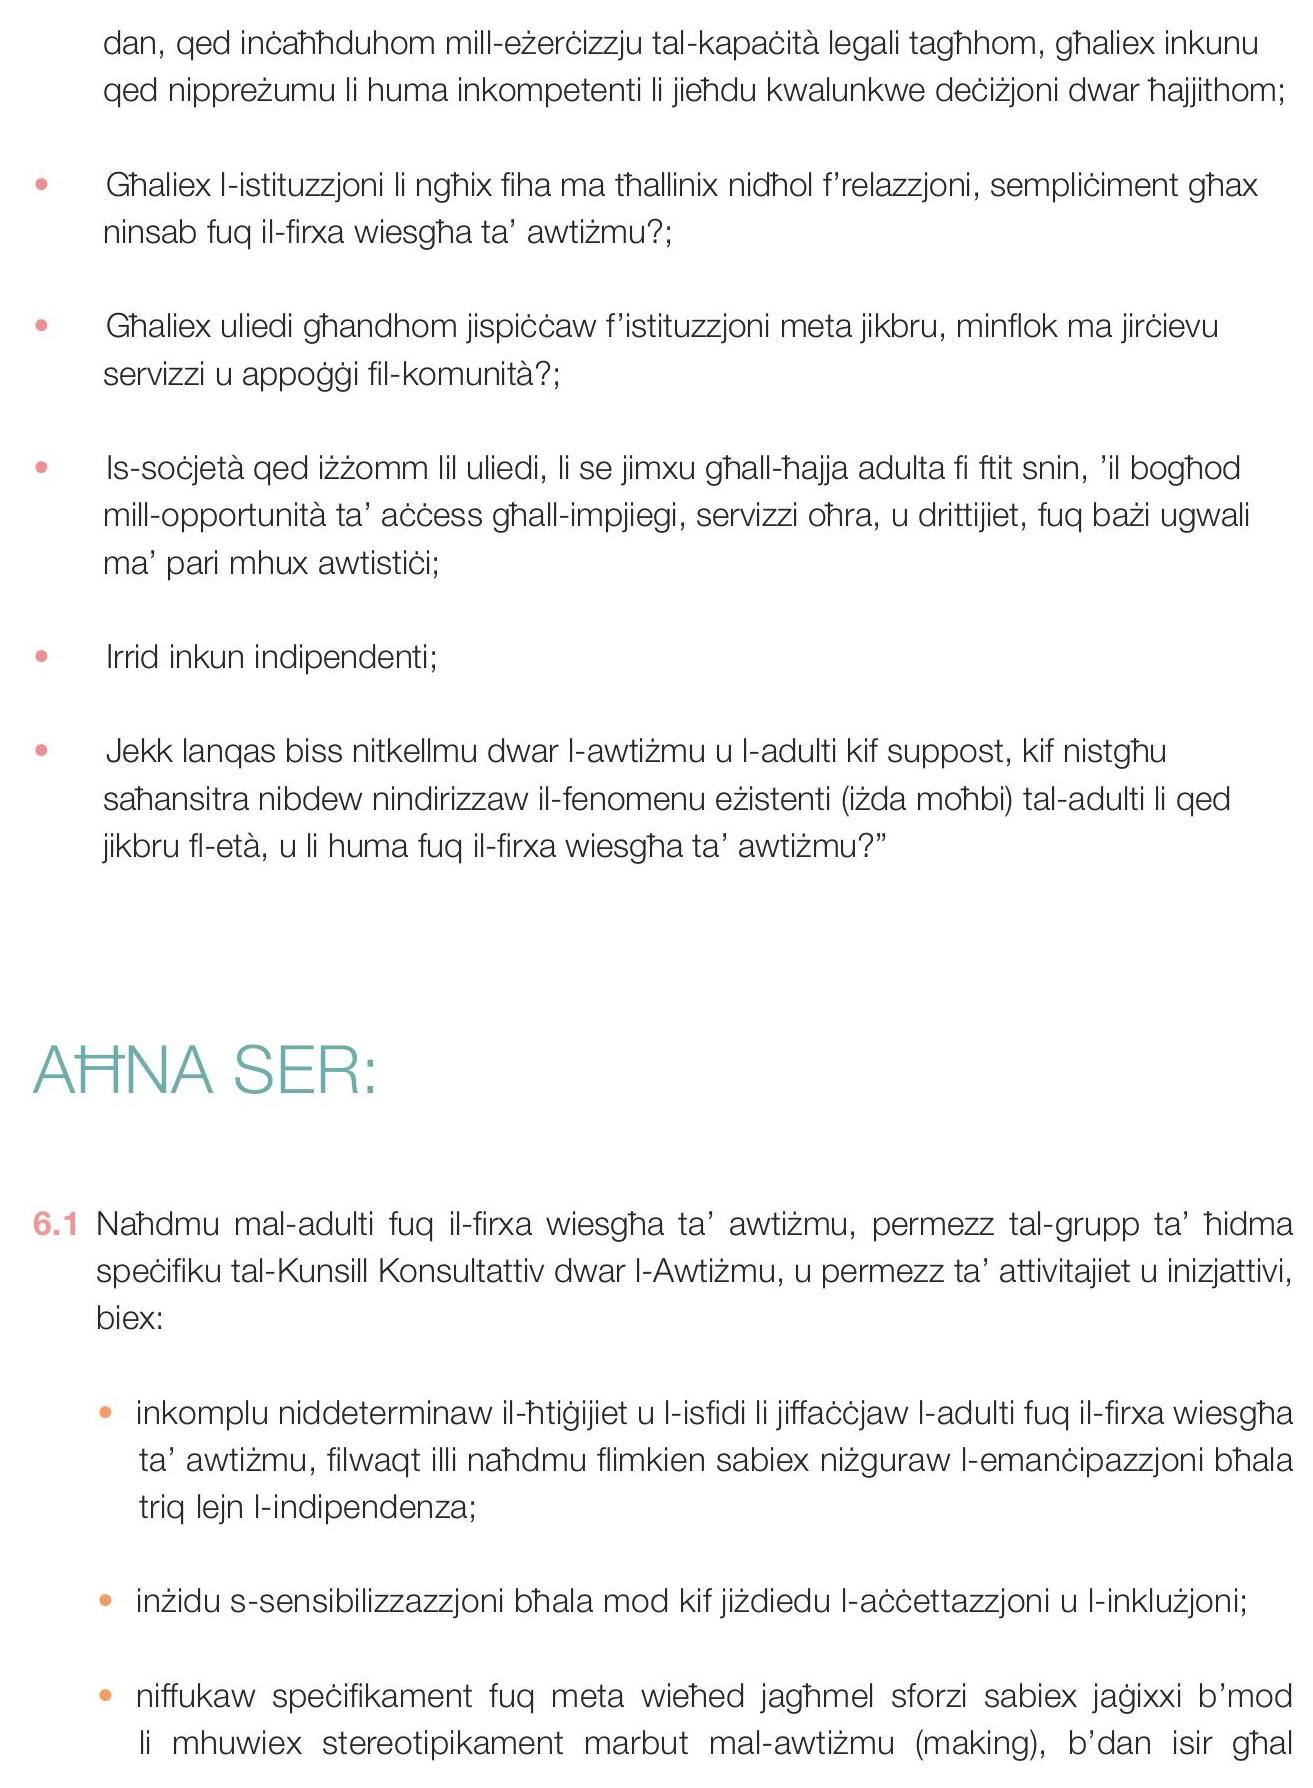 dan, qed inċaħħduhom mill-eżerċizzju tal-kapaċità legali tagħhom, għaliex inkunu
qed nippreżumu li huma inkompetenti li jieħdu kwalunkwe deċiżjoni dwar ħajjithom;
• Għaliex l-istituzzjoni li ngħix fiha ma tħallinix nidħol f’relazzjoni, sempliċiment għax
ninsab fuq il-firxa wiesgħa ta’ awtiżmu?;
• Għaliex uliedi għandhom jispiċċaw f’istituzzjoni meta jikbru, minflok ma jirċievu
servizzi u appoġġi fil-komunità?;
• Is-soċjetà qed iżżomm lil uliedi, li se jimxu għall-ħajja adulta fi ftit snin, ’il bogħod
mill-opportunità ta’ aċċess għall-impjiegi, servizzi oħra, u drittijiet, fuq bażi ugwali
ma’ pari mhux awtistiċi;
• Irrid inkun indipendenti;
• Jekk lanqas biss nitkellmu dwar l-awtiżmu u l-adulti kif suppost, kif nistgħu
saħansitra nibdew nindirizzaw il-fenomenu eżistenti (iżda moħbi) tal-adulti li qed
jikbru fl-età, u li huma fuq il-firxa wiesgħa ta’ awtiżmu?”
AĦNA SER:
6.1 Naħdmu mal-adulti fuq il-firxa wiesgħa ta’ awtiżmu, permezz tal-grupp ta’ ħidma
speċifiku tal-Kunsill Konsultattiv dwar l-Awtiżmu, u permezz ta’ attivitajiet u inizjattivi,
biex:
• inkomplu niddeterminaw il-ħtiġijiet u l-isfidi li jiffaċċjaw l-adulti fuq il-firxa wiesgħa
ta’ awtiżmu, filwaqt illi naħdmu flimkien sabiex niżguraw l-emanċipazzjoni bħala
triq lejn l-indipendenza;
• inżidu s-sensibilizzazzjoni bħala mod kif jiżdiedu l-aċċettazzjoni u l-inklużjoni;
• niffukaw speċifikament fuq meta wieħed jagħmel sforzi sabiex jaġixxi b’mod
li mhuwiex stereotipikament marbut mal-awtiżmu (making), b’dan isir għal